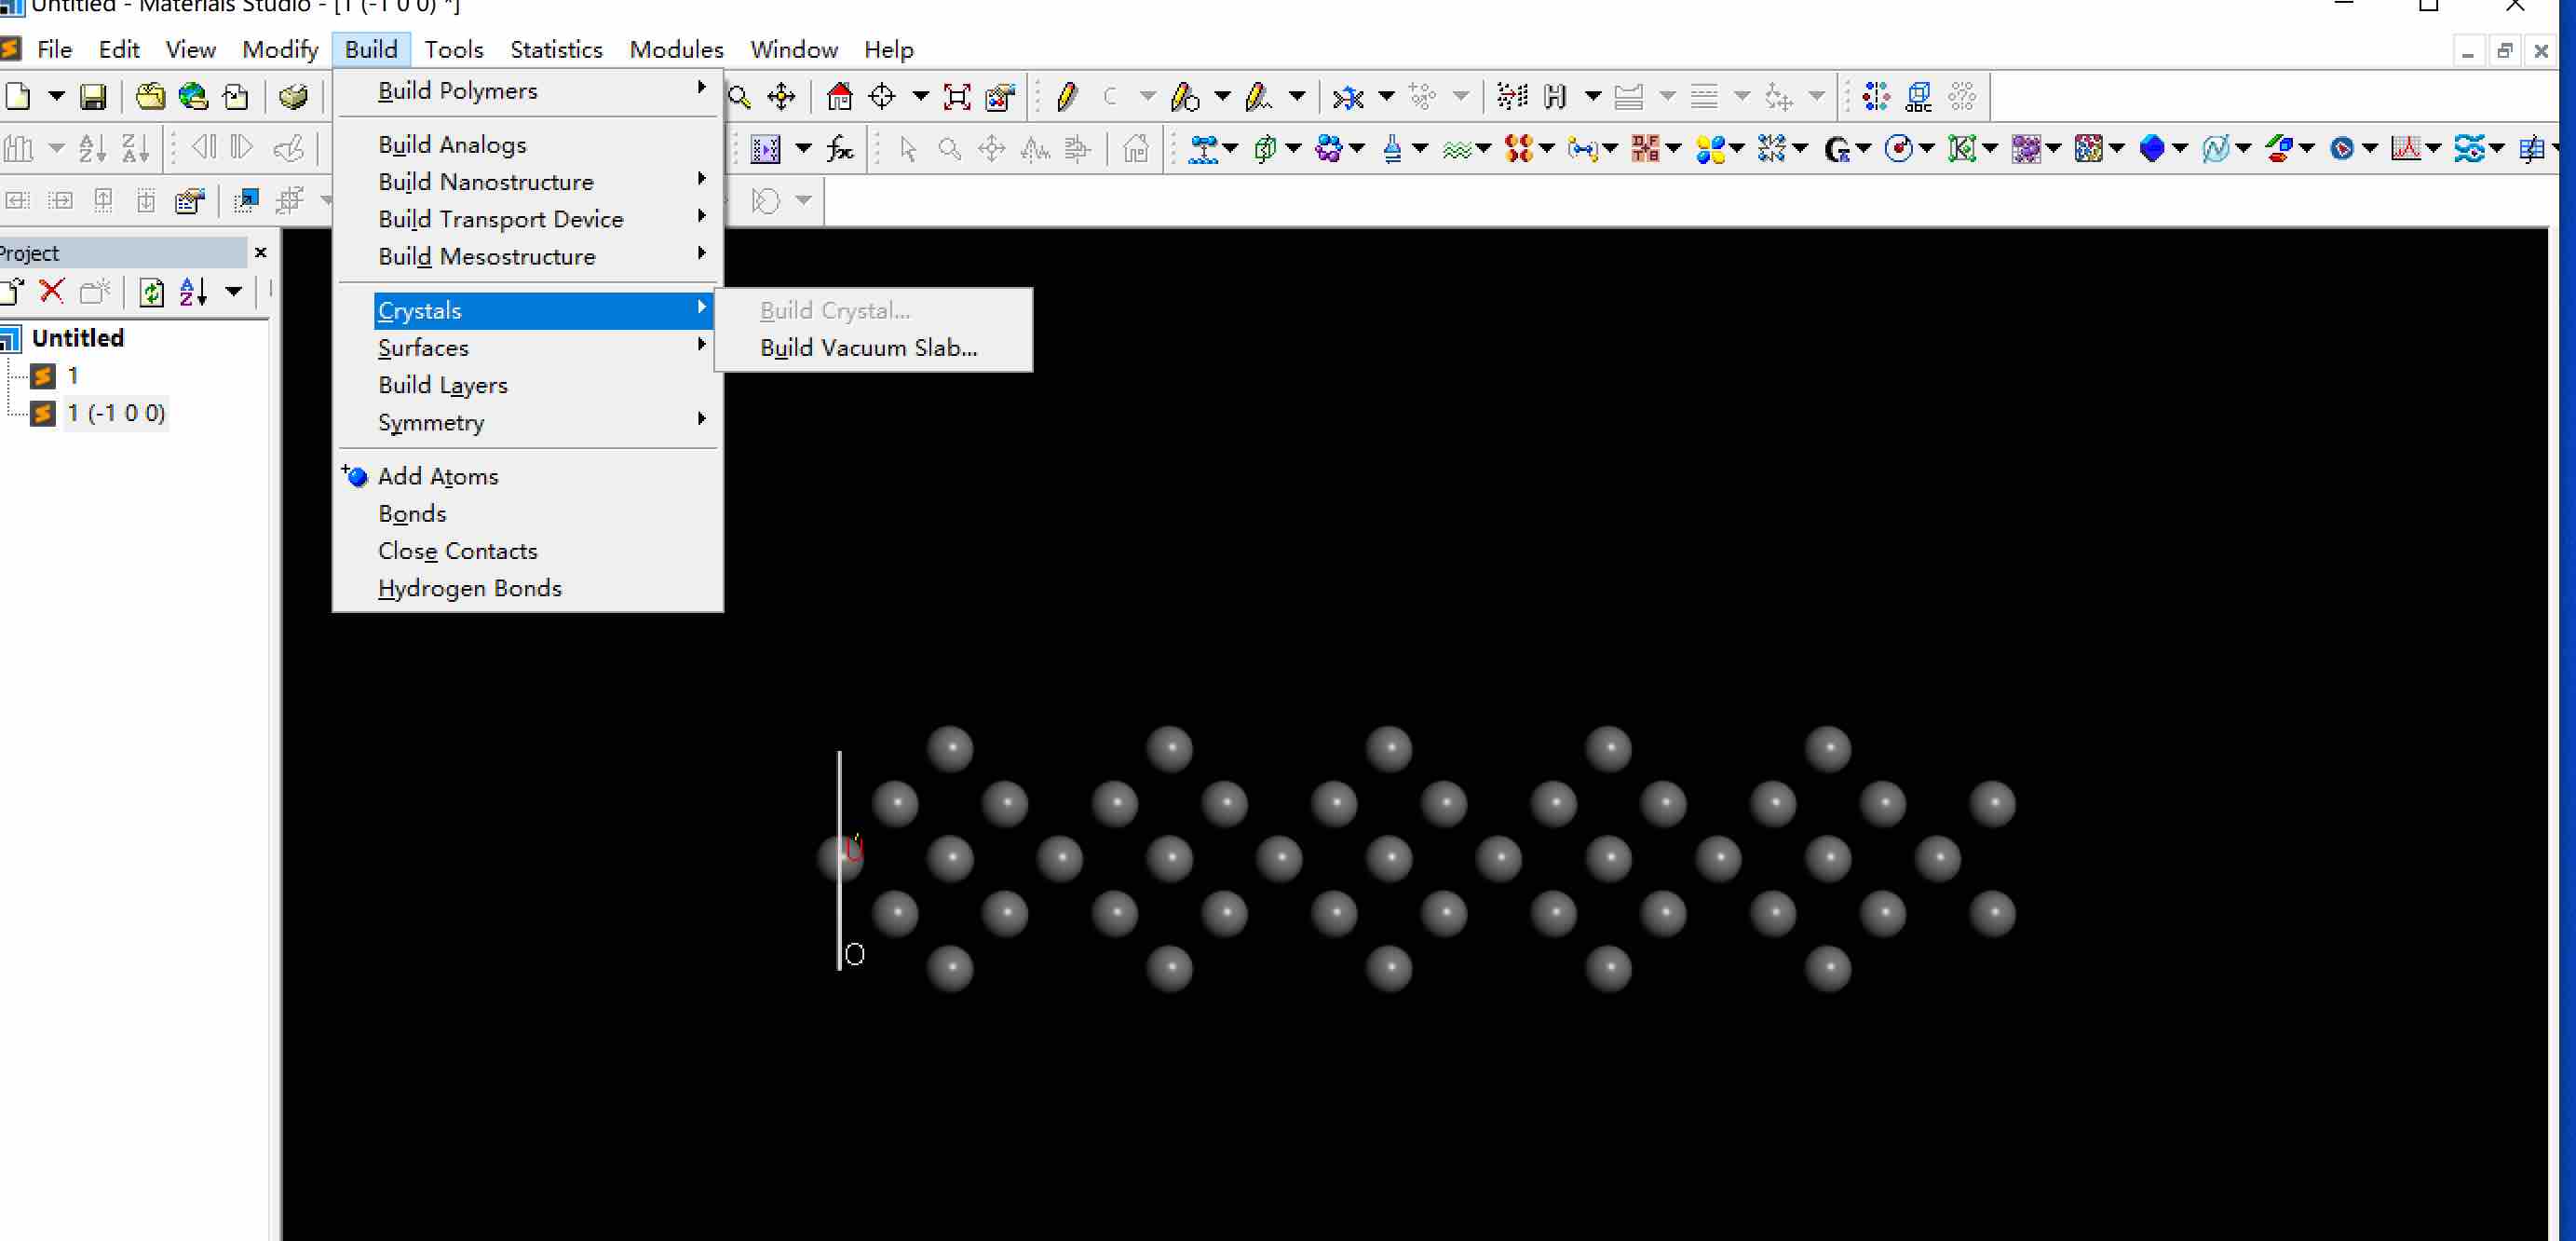 Untitled - Materials Studio - [1 (-1 0 0) *]
File Edit View Modify Build Tools Statistics Modules Window Help
Build Polymers
Build Analogs
Build Nanostructure
Build Transport Device
Build Mesostructure
Crystals
Surfaces
Build Layers
Symmetry
Add Atoms
Bonds
Close Contacts
Hydrogen Bonds
Build Crystal...
Build Vacuum Slab...
Project
Untitled
1
1 (-1 0 0)
O